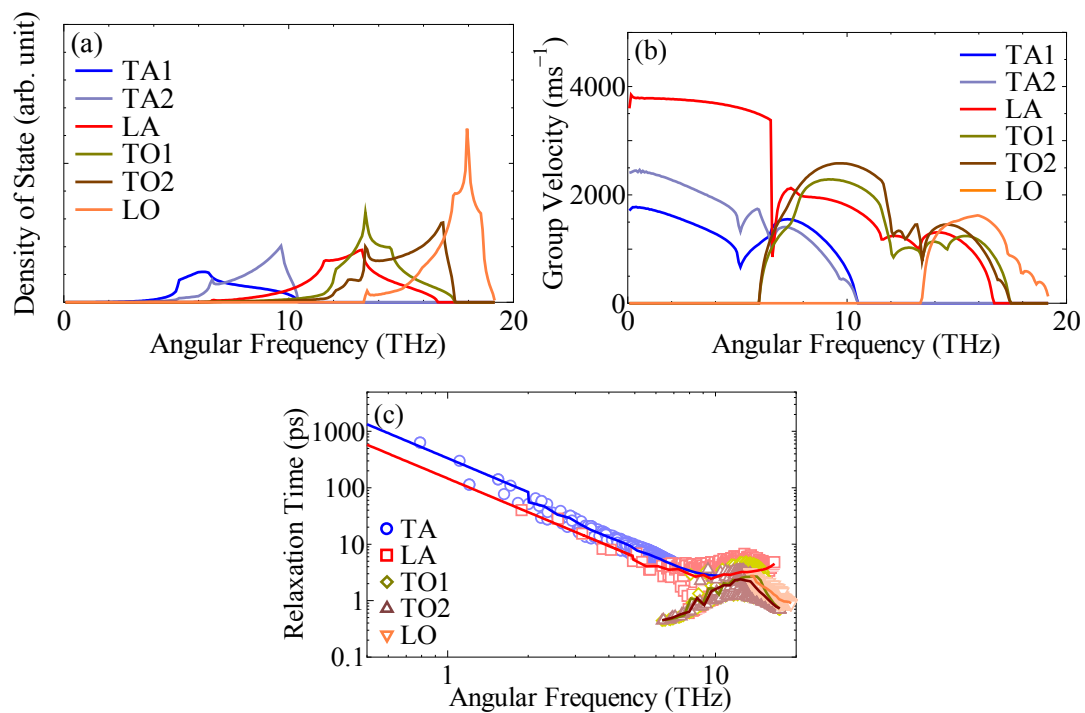 (a)
Density of State (arb. unit)
TA1
TA2
LA
TO1
TO2
LO
0
10
20
Angular Frequency (THz)
(b)
Group Velocity (ms⁻¹)
4000
2000
0
TA1
TA2
LA
TO1
TO2
LO
0
10
20
Angular Frequency (THz)
(c)
Relaxation Time (ps)
1000
100
10
1
0.1
TA
LA
TO1
TO2
LO
1
10
Angular Frequency (THz)